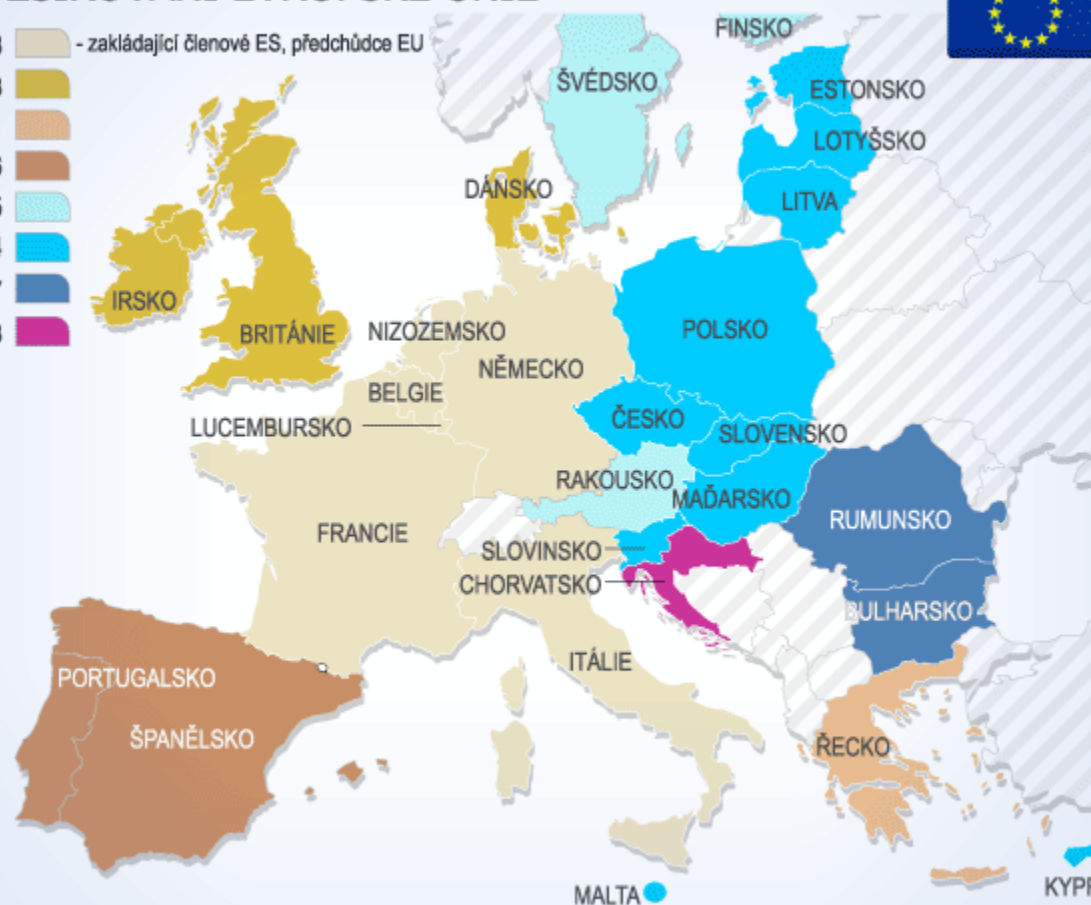 - zakládající členové ES, předchůdce EU
FINSKO
ŠVÉDSKO
ESTONSKO
LOTYŠSKO
DÁNSKO
LITVA
IRSKO
BRITÁNIE
NIZOZEMSKO
POLSKO
NĚMECKO
BELGIE
ČESKO
LUCEMBURSKO
SLOVENSKO
RAKOUSKO
MAĎARSKO
RUMUNSKO
FRANCIE
SLOVINSKO
CHORVATSKO
BULHARSKO
ITÁLIE
PORTUGALSKO
ŠPANĚLSKO
ŘECKO
MALTA